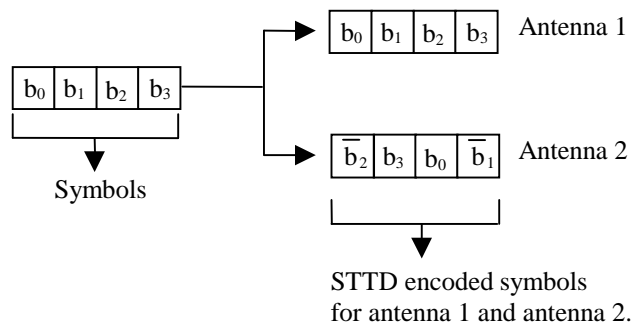 b₀ b₁ b₂ b₃ Antenna 1
b₀ b₁ b₂ b₃
b̅₂ b₃ b₀ b̅₁ Antenna 2
Symbols
STTD encoded symbols
for antenna 1 and antenna 2.